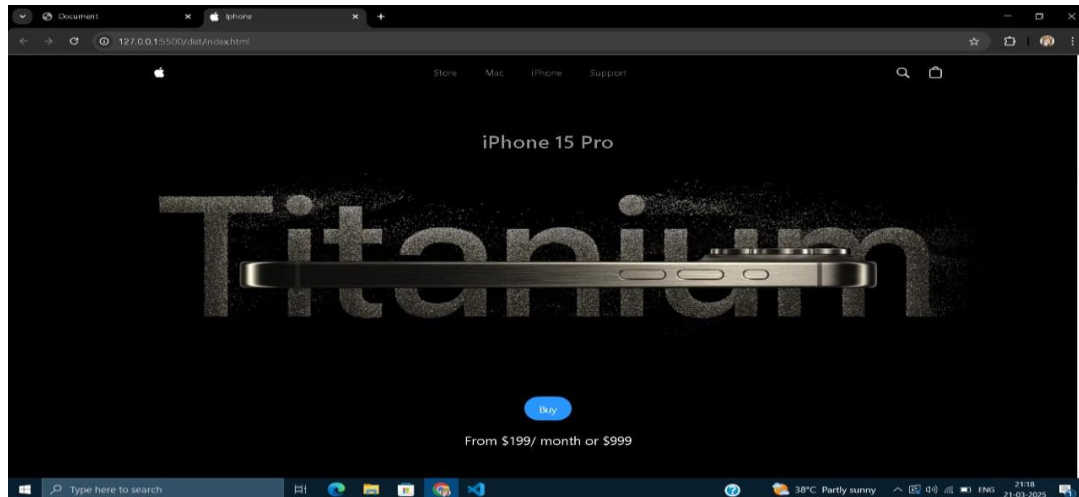 Document
Iphone
127.0.0.1:5500/dist/index.html
Store Mac iPhone Support
iPhone 15 Pro
Titanium
Buy
From $199/ month or $999
Type here to search
38°C Partly sunny
ENG
21:18
21-03-2025